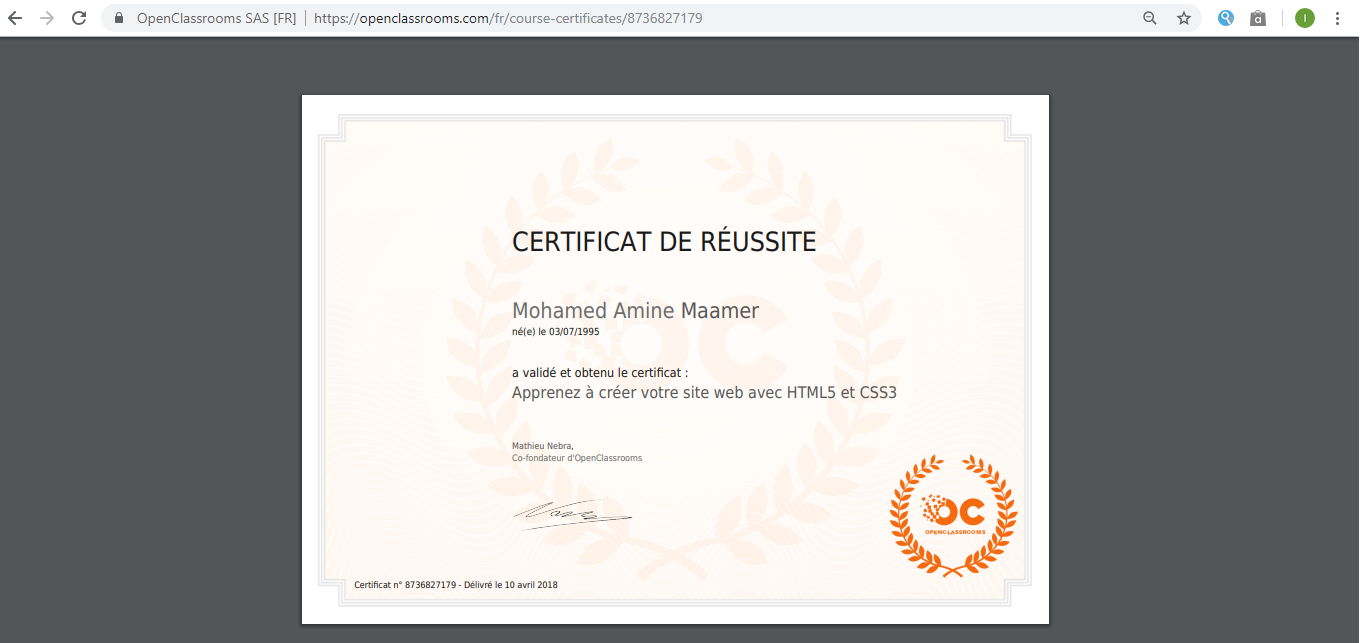 OpenClassrooms SAS [FR] | https://openclassrooms.com/fr/course-certificates/8736827179
a
I
CERTIFICAT DE RÉUSSITE
Mohamed Amine Maamer
né(e) le 03/07/1995
a validé et obtenu le certificat :
Apprenez à créer votre site web avec HTML5 et CSS3
Mathieu Nebra,
Co-fondateur d'OpenClassrooms
OC
OPENCLASSROOMS
Certificat n° 8736827179 - Délivré le 10 avril 2018